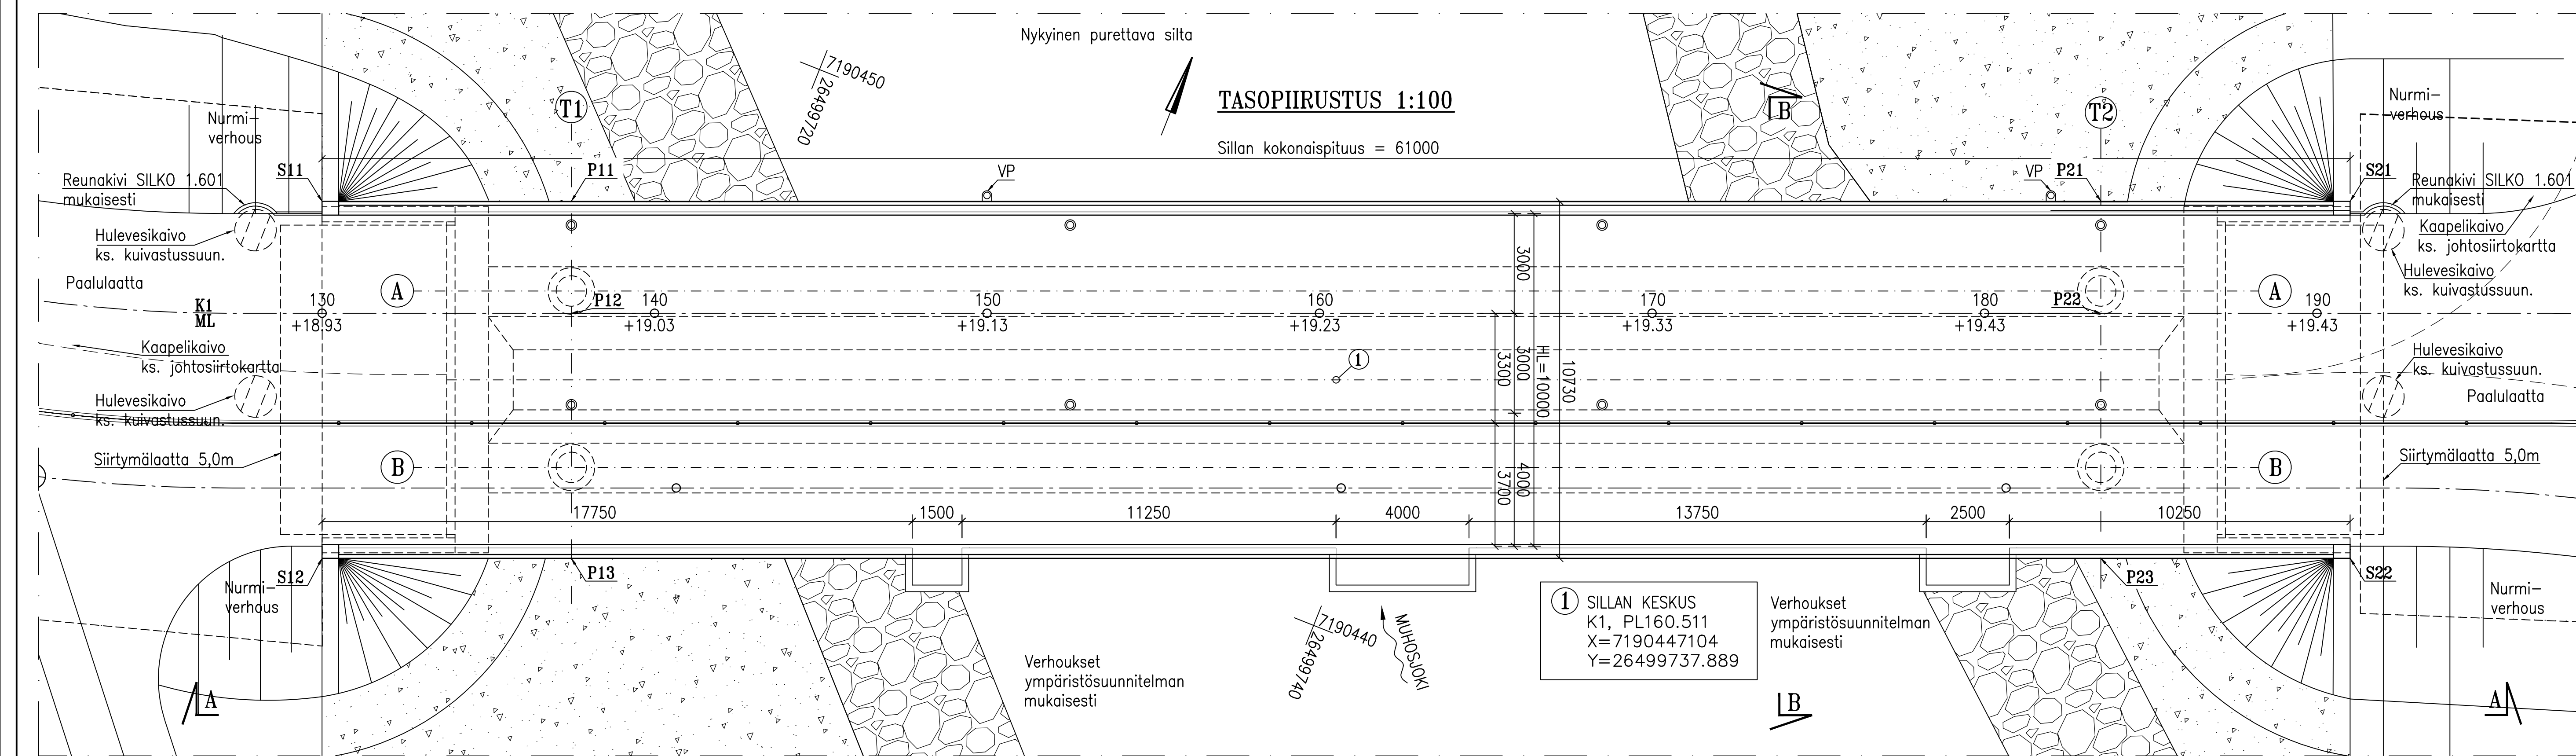 Nykyinen purettava silta
TASOPIIRUSTUS 1:100
Sillan kokonaispituus = 61000
7190450
26499720
T1
T2
B
Nurmi-
verhous
Nurmi-
verhous
S11
P11
VP
VP
P21
S21
Reunakivi SILKO 1.601
mukaisesti
Reunakivi SILKO 1.601
mukaisesti
Hulevesikaivo
ks. kuivastussuun.
Kaapelikaivo
ks. johtosiirtokartta
Hulevesikaivo
ks. kuivastussuun.
Paalulaatta
A
A
K1
ML
P12
P22
130
+18.93
140
+19.03
150
+19.13
160
+19.23
170
+19.33
180
+19.43
190
+19.43
3000
3000
3300
HL=10000
10730
4000
3700
1
Kaapelikaivo
ks. johtosiirtokartta
Hulevesikaivo
ks. kuivastussuun.
Hulevesikaivo
ks. kuivastussuun.
Paalulaatta
Siirtymälaatta 5,0m
B
B
Siirtymälaatta 5,0m
17750
1500
11250
4000
13750
2500
10250
S12
P13
P23
S22
Nurmi-
verhous
Nurmi-
verhous
1 SILLAN KESKUS
K1, PL160.511
X=7190447104
Y=26499737.889
Verhoukset
ympäristösuunnitelman
mukaisesti
7190440
26499740
MUHOSJOKI
Verhoukset
ympäristösuunnitelman
mukaisesti
A
B
A